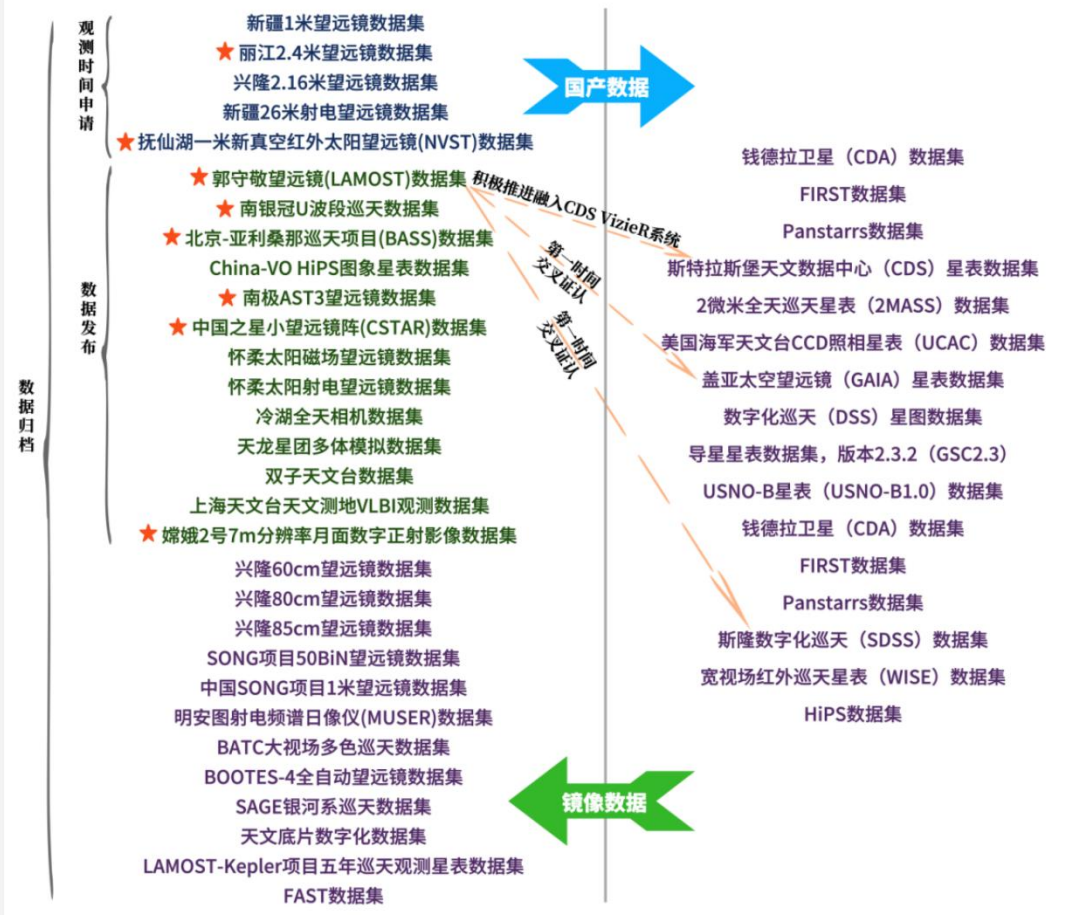 观测时间申请
新疆1米望远镜数据集
丽江2.4米望远镜数据集
兴隆2.16米望远镜数据集
新疆26米射电望远镜数据集
抚仙湖一米新真空红外太阳望远镜(NVST)数据集
数据归档
数据发布
郭守敬望远镜(LAMOST)数据集
南银冠U波段巡天数据集
北京-亚利桑那巡天项目(BASS)数据集
China-VO HiPS图象星表数据集
南极AST3望远镜数据集
中国之星小望远镜阵(CSTAR)数据集
怀柔太阳磁场望远镜数据集
怀柔太阳射电望远镜数据集
冷湖全天相机数据集
天龙星团多体模拟数据集
双子天文台数据集
上海天文台天文测地VLBI观测数据集
嫦娥2号7m分辨率月面数字正射影像数据集
兴隆60cm望远镜数据集
兴隆80cm望远镜数据集
兴隆85cm望远镜数据集
SONG项目50BiN望远镜数据集
中国SONG项目1米望远镜数据集
明安图射电频谱日像仪(MUSER)数据集
BATC大视场多色巡天数据集
BOOTES-4全自动望远镜数据集
SAGE银河系巡天数据集
天文底片数字化数据集
LAMOST-Kepler项目五年巡天观测星表数据集
FAST数据集
国产数据
积极推进融入CDS VizieR系统
第一时间
交叉证认
第一时间
交叉证认
镜像数据
钱德拉卫星（CDA）数据集
FIRST数据集
Panstarrs数据集
斯特拉斯堡天文数据中心（CDS）星表数据集
2微米全天巡天星表（2MASS）数据集
美国海军天文台CCD照相星表（UCAC）数据集
盖亚太空望远镜（GAIA）星表数据集
数字化巡天（DSS）星图数据集
导星星表数据集，版本2.3.2（GSC2.3）
USNO-B星表（USNO-B1.0）数据集
钱德拉卫星（CDA）数据集
FIRST数据集
Panstarrs数据集
斯隆数字化巡天（SDSS）数据集
宽视场红外巡天星表（WISE）数据集
HiPS数据集